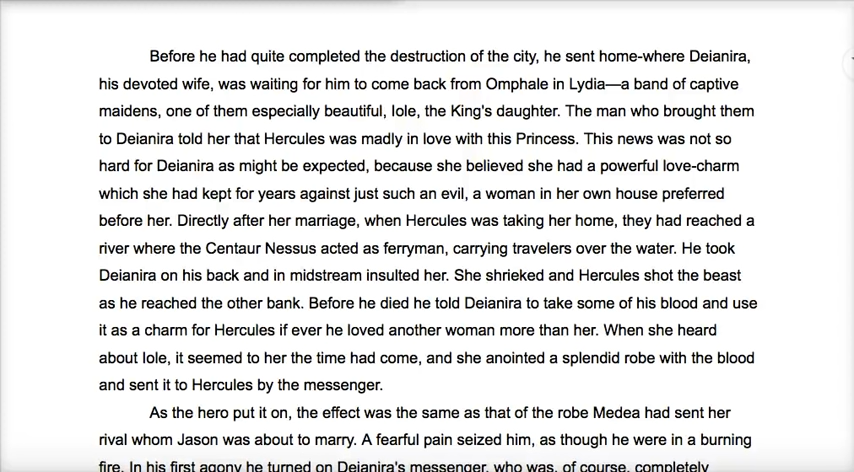 Before he had quite completed the destruction of the city, he sent home-where Deianira,
his devoted wife, was waiting for him to come back from Omphale in Lydia—a band of captive
maidens, one of them especially beautiful, Iole, the King's daughter. The man who brought them
to Deianira told her that Hercules was madly in love with this Princess. This news was not so
hard for Deianira as might be expected, because she believed she had a powerful love-charm
which she had kept for years against just such an evil, a woman in her own house preferred
before her. Directly after her marriage, when Hercules was taking her home, they had reached a
river where the Centaur Nessus acted as ferryman, carrying travelers over the water. He took
Deianira on his back and in midstream insulted her. She shrieked and Hercules shot the beast
as he reached the other bank. Before he died he told Deianira to take some of his blood and use
it as a charm for Hercules if ever he loved another woman more than her. When she heard
about Iole, it seemed to her the time had come, and she anointed a splendid robe with the blood
and sent it to Hercules by the messenger.
As the hero put it on, the effect was the same as that of the robe Medea had sent her
rival whom Jason was about to marry. A fearful pain seized him, as though he were in a burning
fire. In his first agony he turned on Deianira's messenger, who was, of course, completely